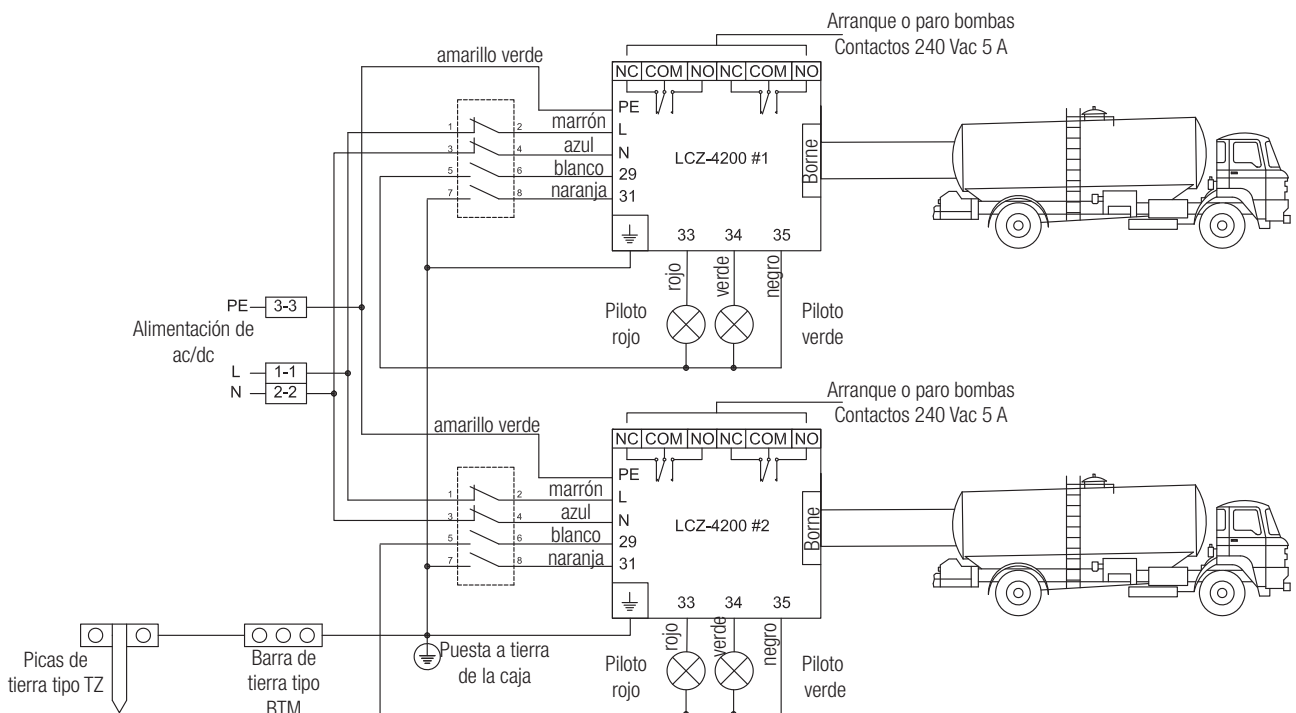 Arranque o paro bombas
Contactos 240 Vac 5 A
amarillo verde
NC COM NO NC COM NO
PE
1 2 marrón L
3 4 azul N
5 6 blanco 29
7 8 naranja 31
LCZ-4200 #1
Borne
33 34 35
rojo
verde
negro
Piloto
rojo
Piloto
verde
PE 3-3
Alimentación de
ac/dc
L 1-1
N 2-2
Arranque o paro bombas
Contactos 240 Vac 5 A
amarillo verde
NC COM NO NC COM NO
PE
1 2 marrón L
3 4 azul N
5 6 blanco 29
7 8 naranja 31
LCZ-4200 #2
Borne
33 34 35
rojo
verde
negro
Piloto
rojo
Piloto
verde
Picas de
tierra tipo TZ
Barra de
tierra tipo
BTM
Puesta a tierra
de la caja